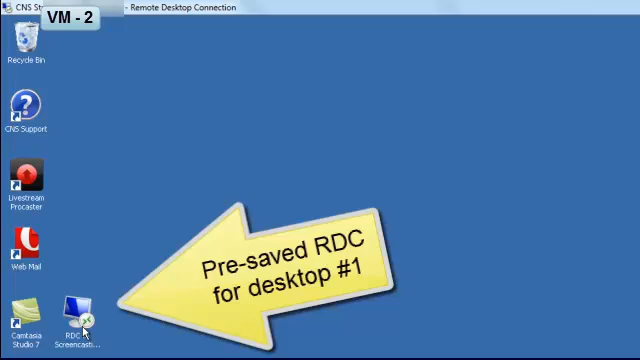 CNS St
VM - 2
- Remote Desktop Connection
Recycle Bin
CNS Support
Livestream
Procaster
Web Mail
Camtasia
Studio 7
RDC
Screencasti...
Pre-saved RDC
for desktop #1